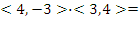 < 4, −3 >·< 3,4 >=